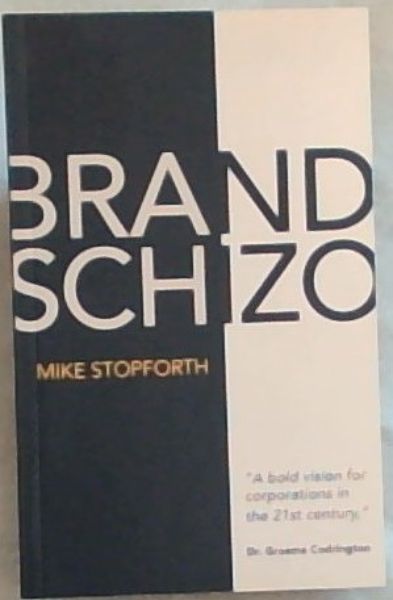 BRAND
SCHIZO
MIKE STOPFORTH
"A bold vision for
corporations in
the 21st century."
Dr. Graeme Codrington